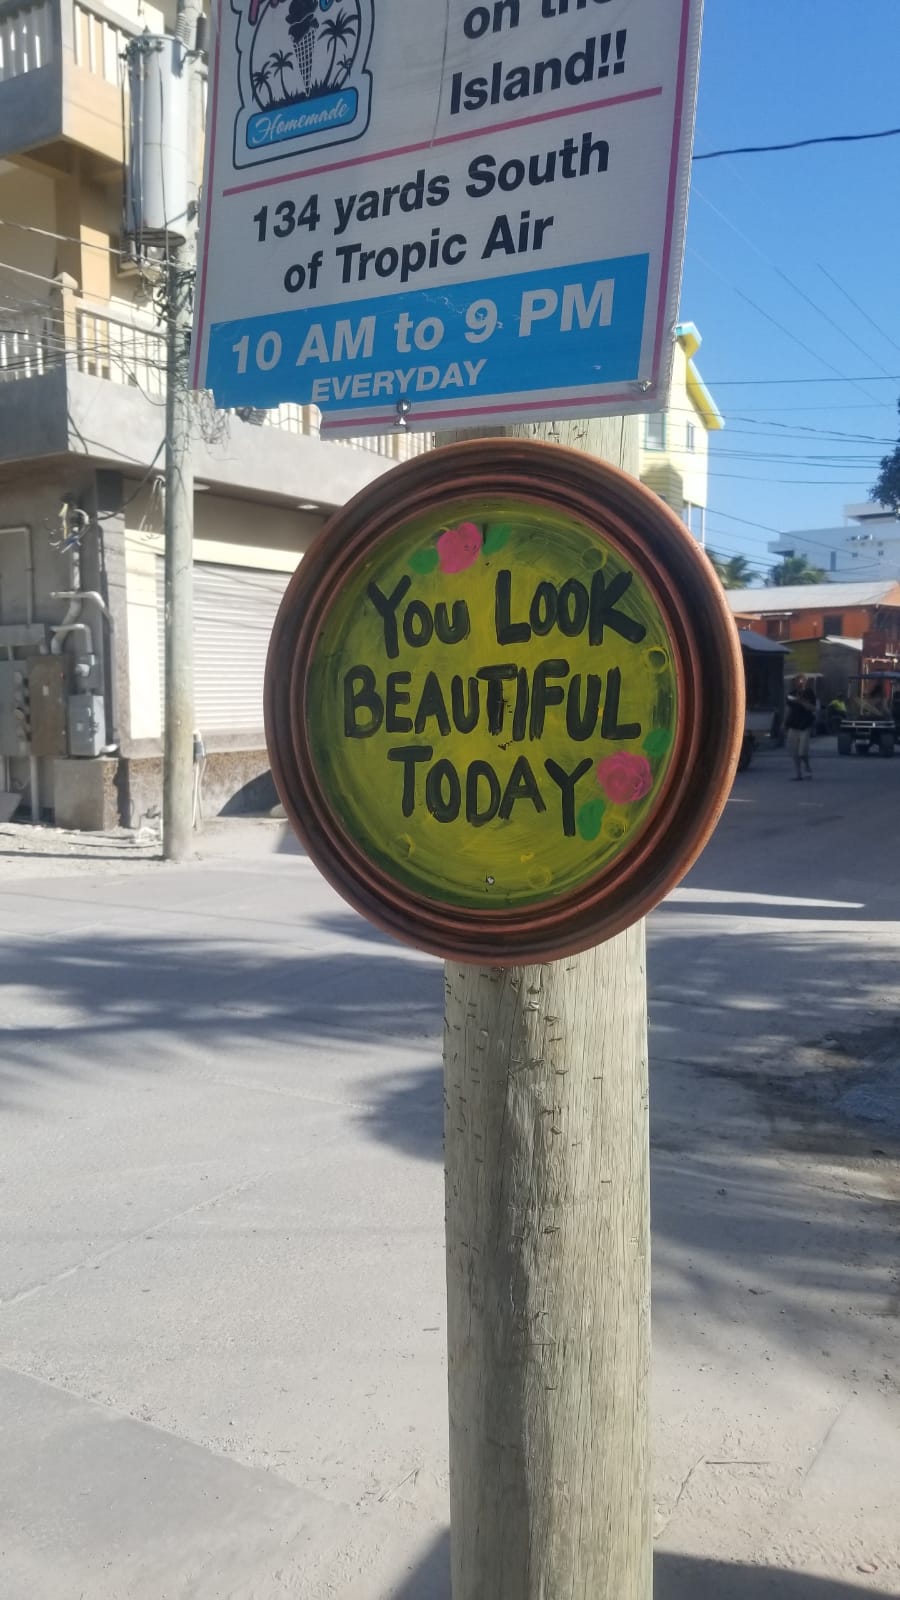 on the
Island!!
Homemade
134 yards South
of Tropic Air
10 AM to 9 PM
EVERYDAY
You Look
BEAUTIFUL
TODAY